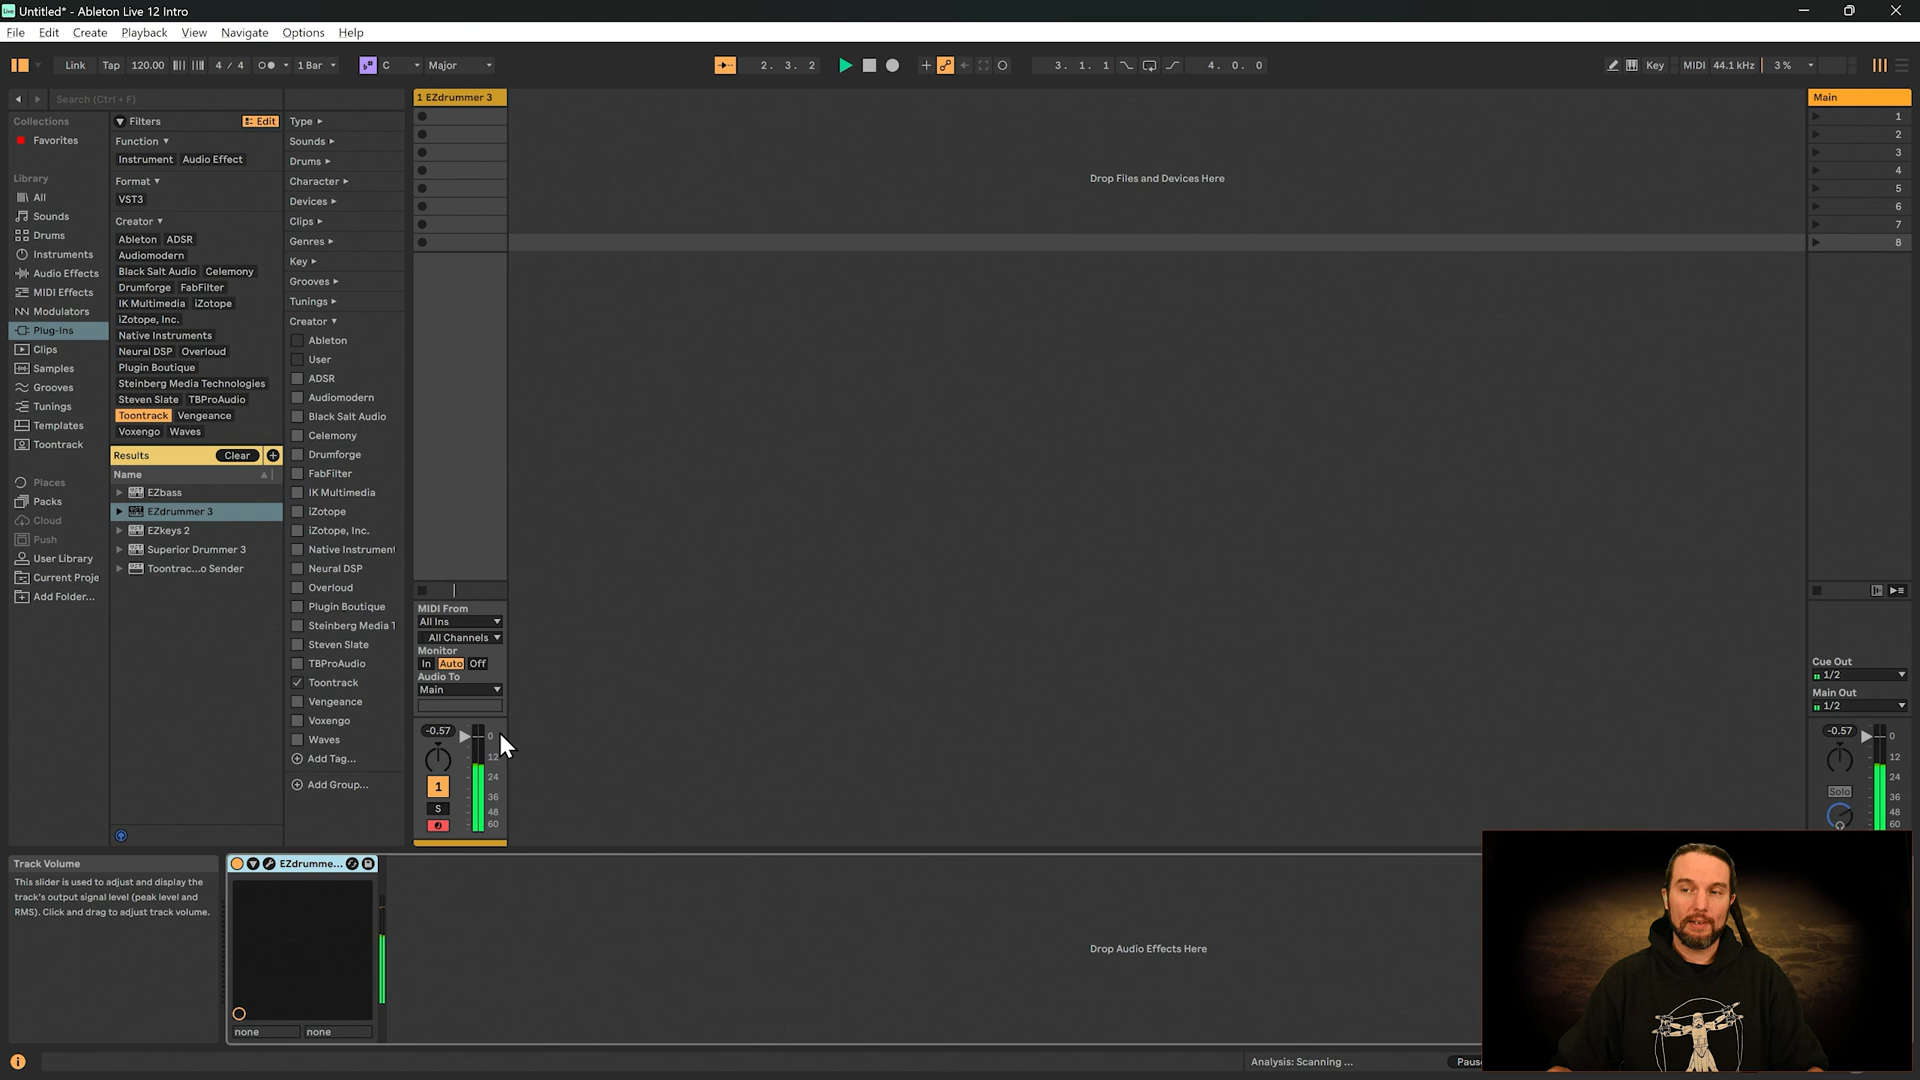 Untitled* - Ableton Live 12 Intro
File Edit Create Playback View Navigate Options Help
Link Tap 120.00 4 / 4 1 Bar C Major 2. 3. 2 3. 1. 1 4. 0. 0 Key MIDI 44.1 kHz 3 %
Search (Ctrl + F)
Collections
Favorites
Library
All
Sounds
Drums
Instruments
Audio Effects
MIDI Effects
Modulators
Plug-Ins
Clips
Samples
Grooves
Tunings
Templates
Toontrack
Places
Packs
Cloud
Push
User Library
Current Proje
Add Folder...
Filters Edit
Function
Instrument Audio Effect
Format
VST3
Creator
Ableton ADSR
Audiomodern
Black Salt Audio Celemony
Drumforge FabFilter
IK Multimedia iZotope
iZotope, Inc.
Native Instruments
Neural DSP Overloud
Plugin Boutique
Steinberg Media Technologies
Steven Slate TBProAudio
Toontrack Vengeance
Voxengo Waves
Results Clear
Name
EZbass
EZdrummer 3
EZkeys 2
Superior Drummer 3
Toontrac...o Sender
Type
Sounds
Drums
Character
Devices
Clips
Genres
Key
Grooves
Tunings
Creator
Ableton
User
ADSR
Audiomodern
Black Salt Audio
Celemony
Drumforge
FabFilter
IK Multimedia
iZotope
iZotope, Inc.
Native Instrument
Neural DSP
Overloud
Plugin Boutique
Steinberg Media T
Steven Slate
TBProAudio
Toontrack
Vengeance
Voxengo
Waves
Add Tag...
Add Group...
1 EZdrummer 3
MIDI From
All Ins
All Channels
Monitor
In Auto Off
Audio To
Main
-0.57
0
12
24
1
36
S
48
60
Drop Files and Devices Here
Main
1
2
3
4
5
6
7
8
Cue Out
1/2
Main Out
1/2
-0.57
0
12
24
Solo
36
48
60
Track Volume
This slider is used to adjust and display the
track's output signal level (peak level and
RMS). Click and drag to adjust track volume.
EZdrumme...
none none
Drop Audio Effects Here
Analysis: Scanning ...
Paus